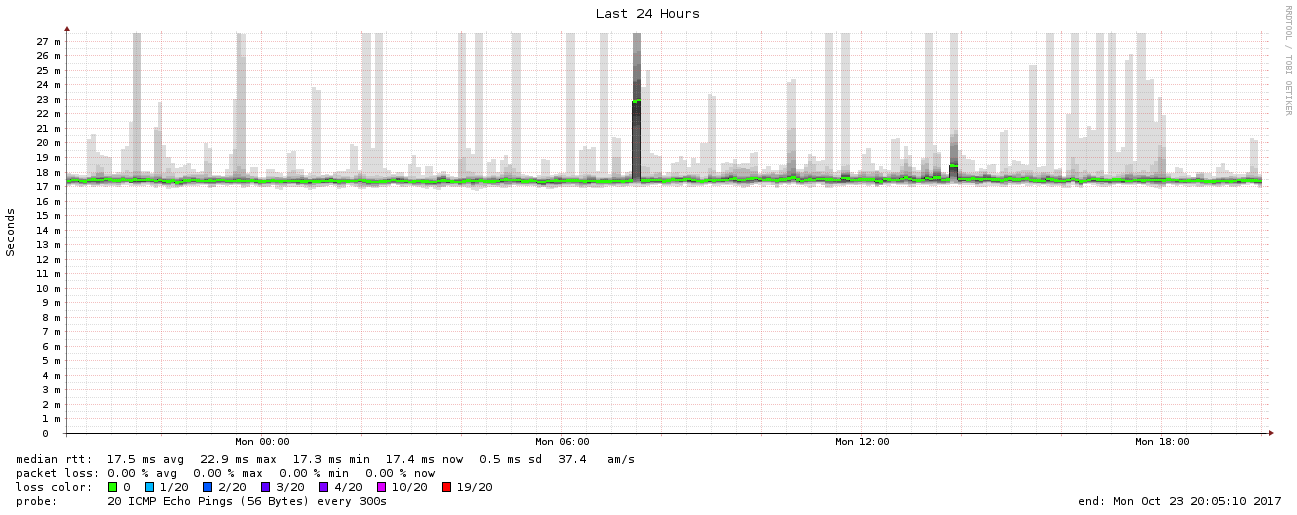 Last 24 Hours
RRDTOOL / TOBI OETIKER
27 m
26 m
25 m
24 m
23 m
22 m
21 m
20 m
19 m
18 m
17 m
16 m
15 m
14 m
13 m
12 m
11 m
10 m
9 m
8 m
7 m
6 m
5 m
4 m
3 m
2 m
1 m
0
Seconds
Mon 00:00 Mon 06:00 Mon 12:00 Mon 18:00
median rtt: 17.5 ms avg 22.9 ms max 17.3 ms min 17.4 ms now 0.5 ms sd 37.4 am/s
packet loss: 0.00 % avg 0.00 % max 0.00 % min 0.00 % now
loss color: 0 1/20 2/20 3/20 4/20 10/20 19/20
probe: 20 ICMP Echo Pings (56 Bytes) every 300s end: Mon Oct 23 20:05:10 2017